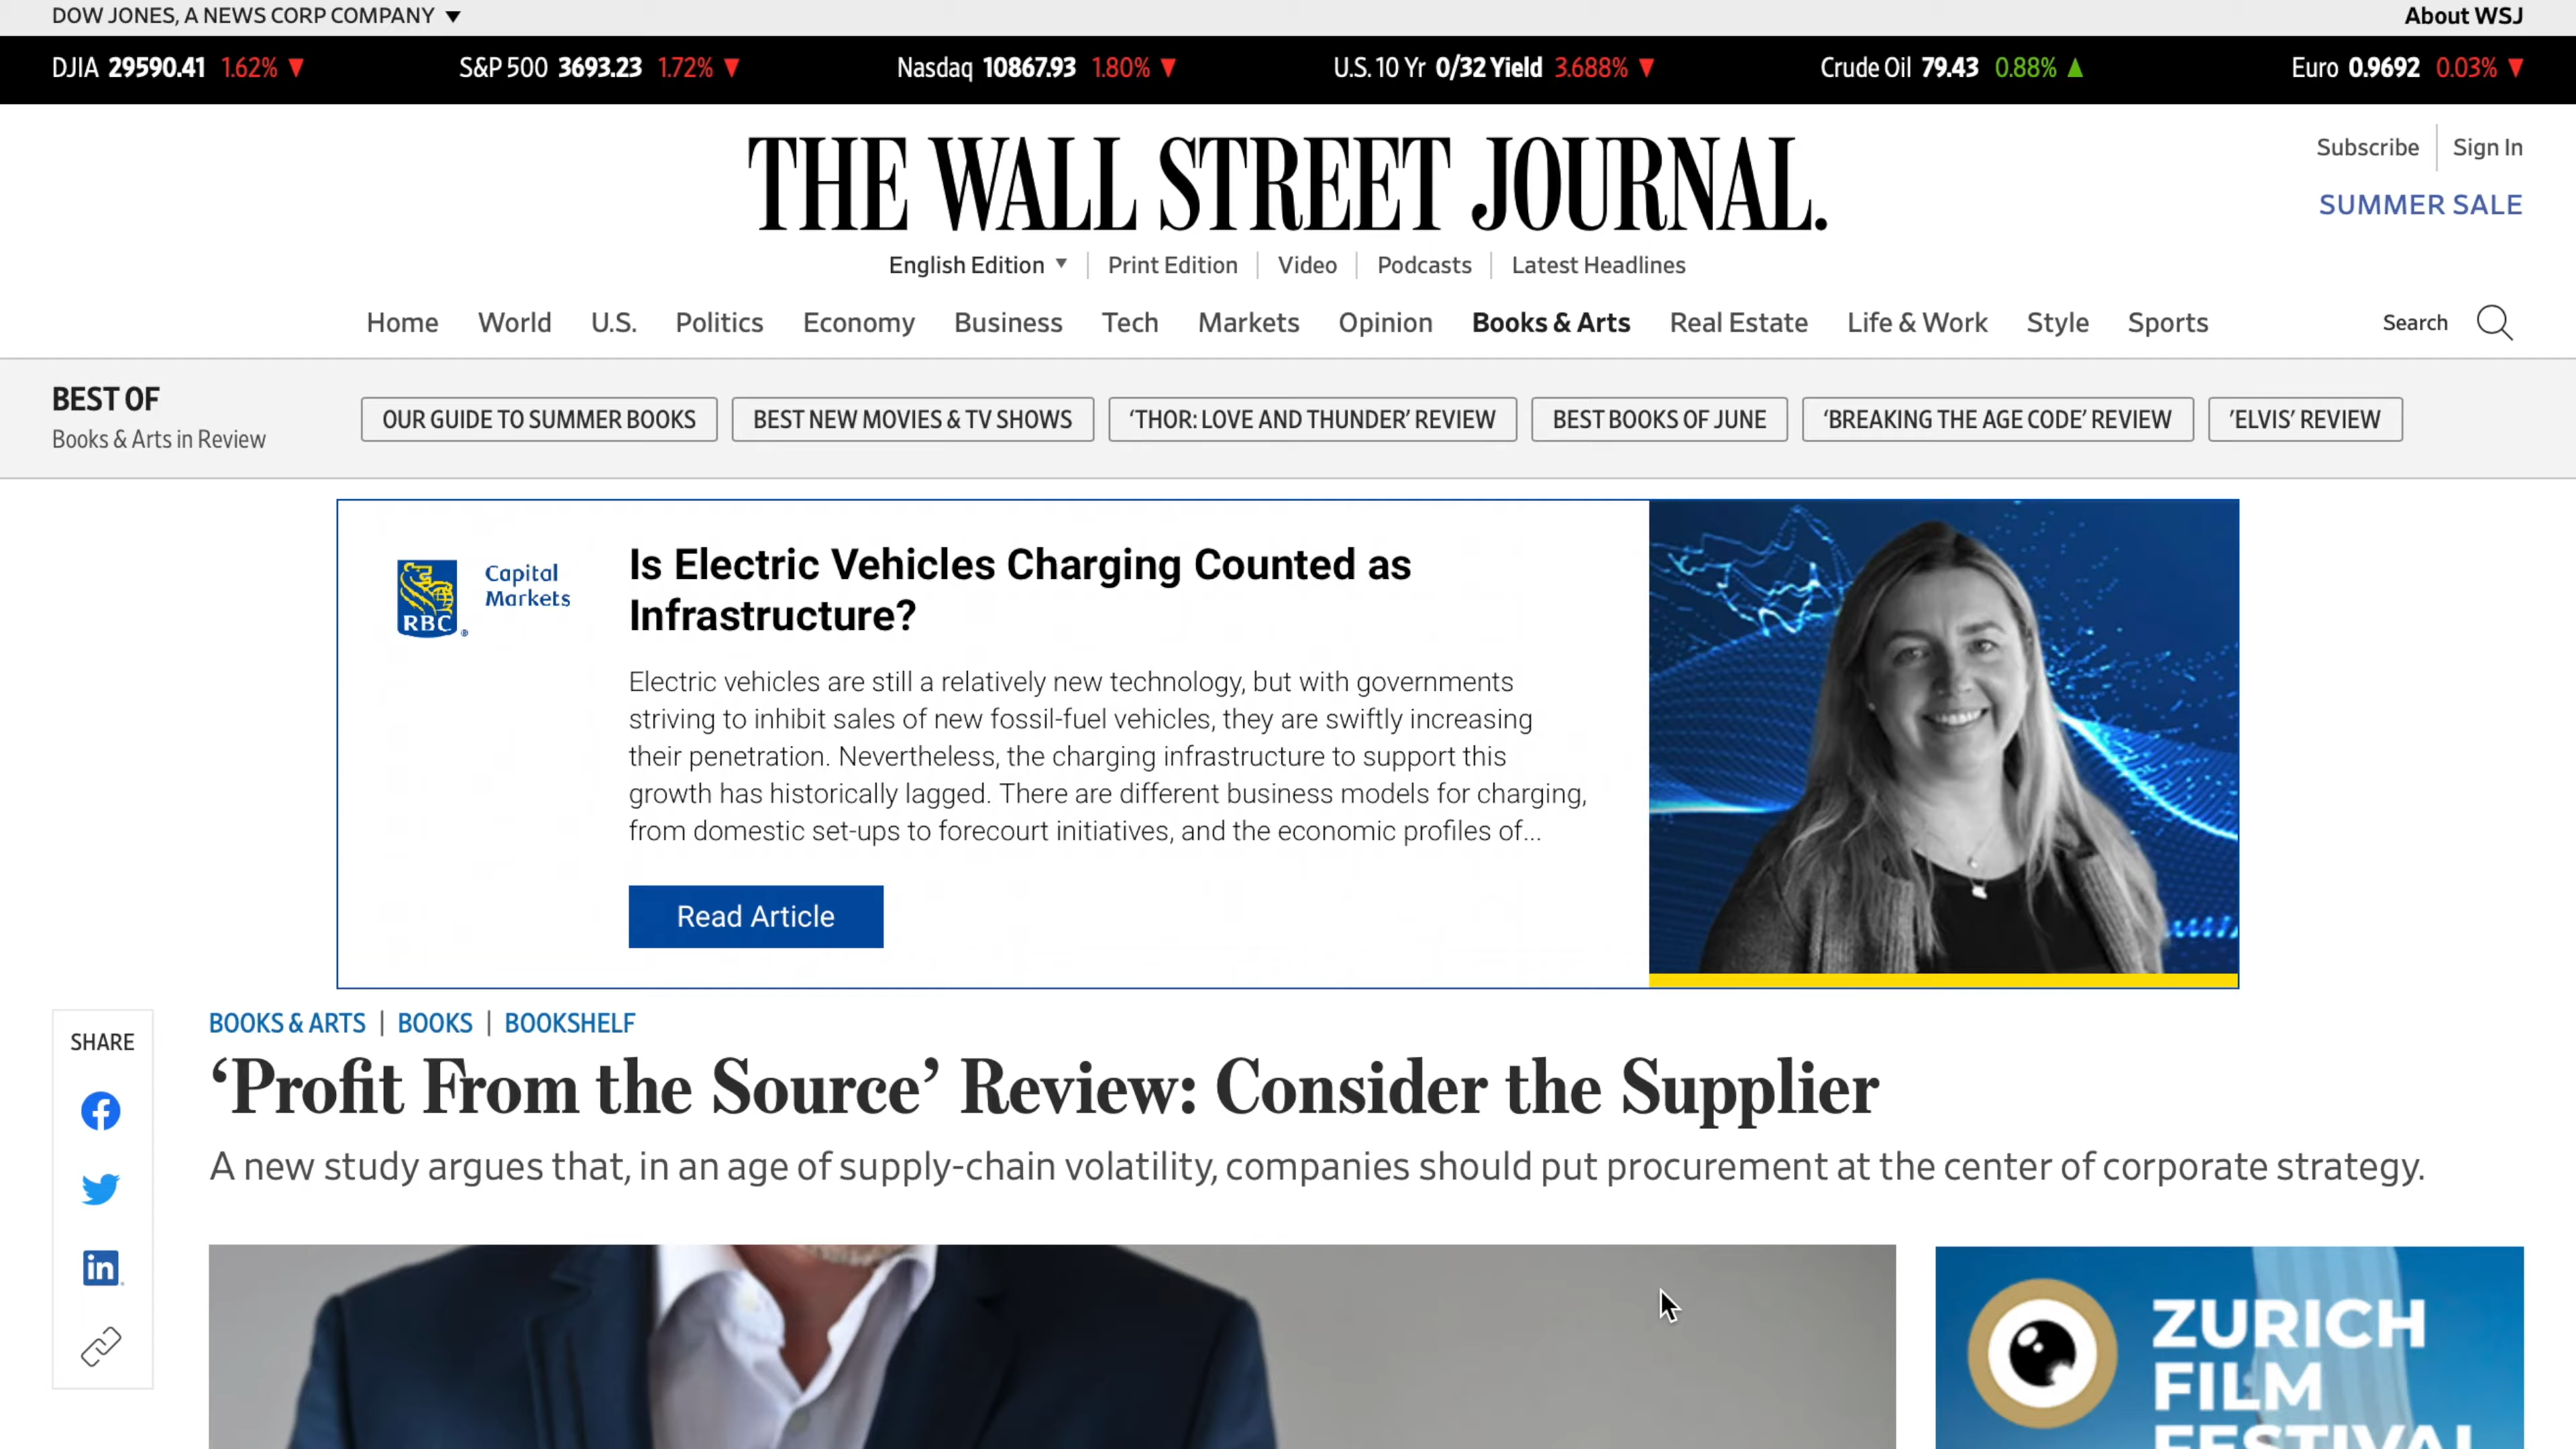 DOW JONES, A NEWS CORP COMPANY ▼
About WSJ
DJIA 29590.41 1.62% ▼
S&P 500 3693.23 1.72% ▼
Nasdaq 10867.93 1.80% ▼
U.S. 10 Yr 0/32 Yield 3.688% ▼
Crude Oil 79.43 0.88% ▲
Euro 0.9692 0.03% ▼
THE WALL STREET JOURNAL.
Subscribe | Sign In
SUMMER SALE
English Edition ▼ | Print Edition | Video | Podcasts | Latest Headlines
Home World U.S. Politics Economy Business Tech Markets Opinion Books & Arts Real Estate Life & Work Style Sports
Search
BEST OF
Books & Arts in Review
OUR GUIDE TO SUMMER BOOKS
BEST NEW MOVIES & TV SHOWS
‘THOR: LOVE AND THUNDER’ REVIEW
BEST BOOKS OF JUNE
‘BREAKING THE AGE CODE’ REVIEW
’ELVIS’ REVIEW
RBC®
Capital
Markets
Is Electric Vehicles Charging Counted as
Infrastructure?
Electric vehicles are still a relatively new technology, but with governments
striving to inhibit sales of new fossil-fuel vehicles, they are swiftly increasing
their penetration. Nevertheless, the charging infrastructure to support this
growth has historically lagged. There are different business models for charging,
from domestic set-ups to forecourt initiatives, and the economic profiles of...
Read Article
SHARE
in
BOOKS & ARTS | BOOKS | BOOKSHELF
‘Profit From the Source’ Review: Consider the Supplier
A new study argues that, in an age of supply-chain volatility, companies should put procurement at the center of corporate strategy.
ZURICH
FILM
FESTIVAL